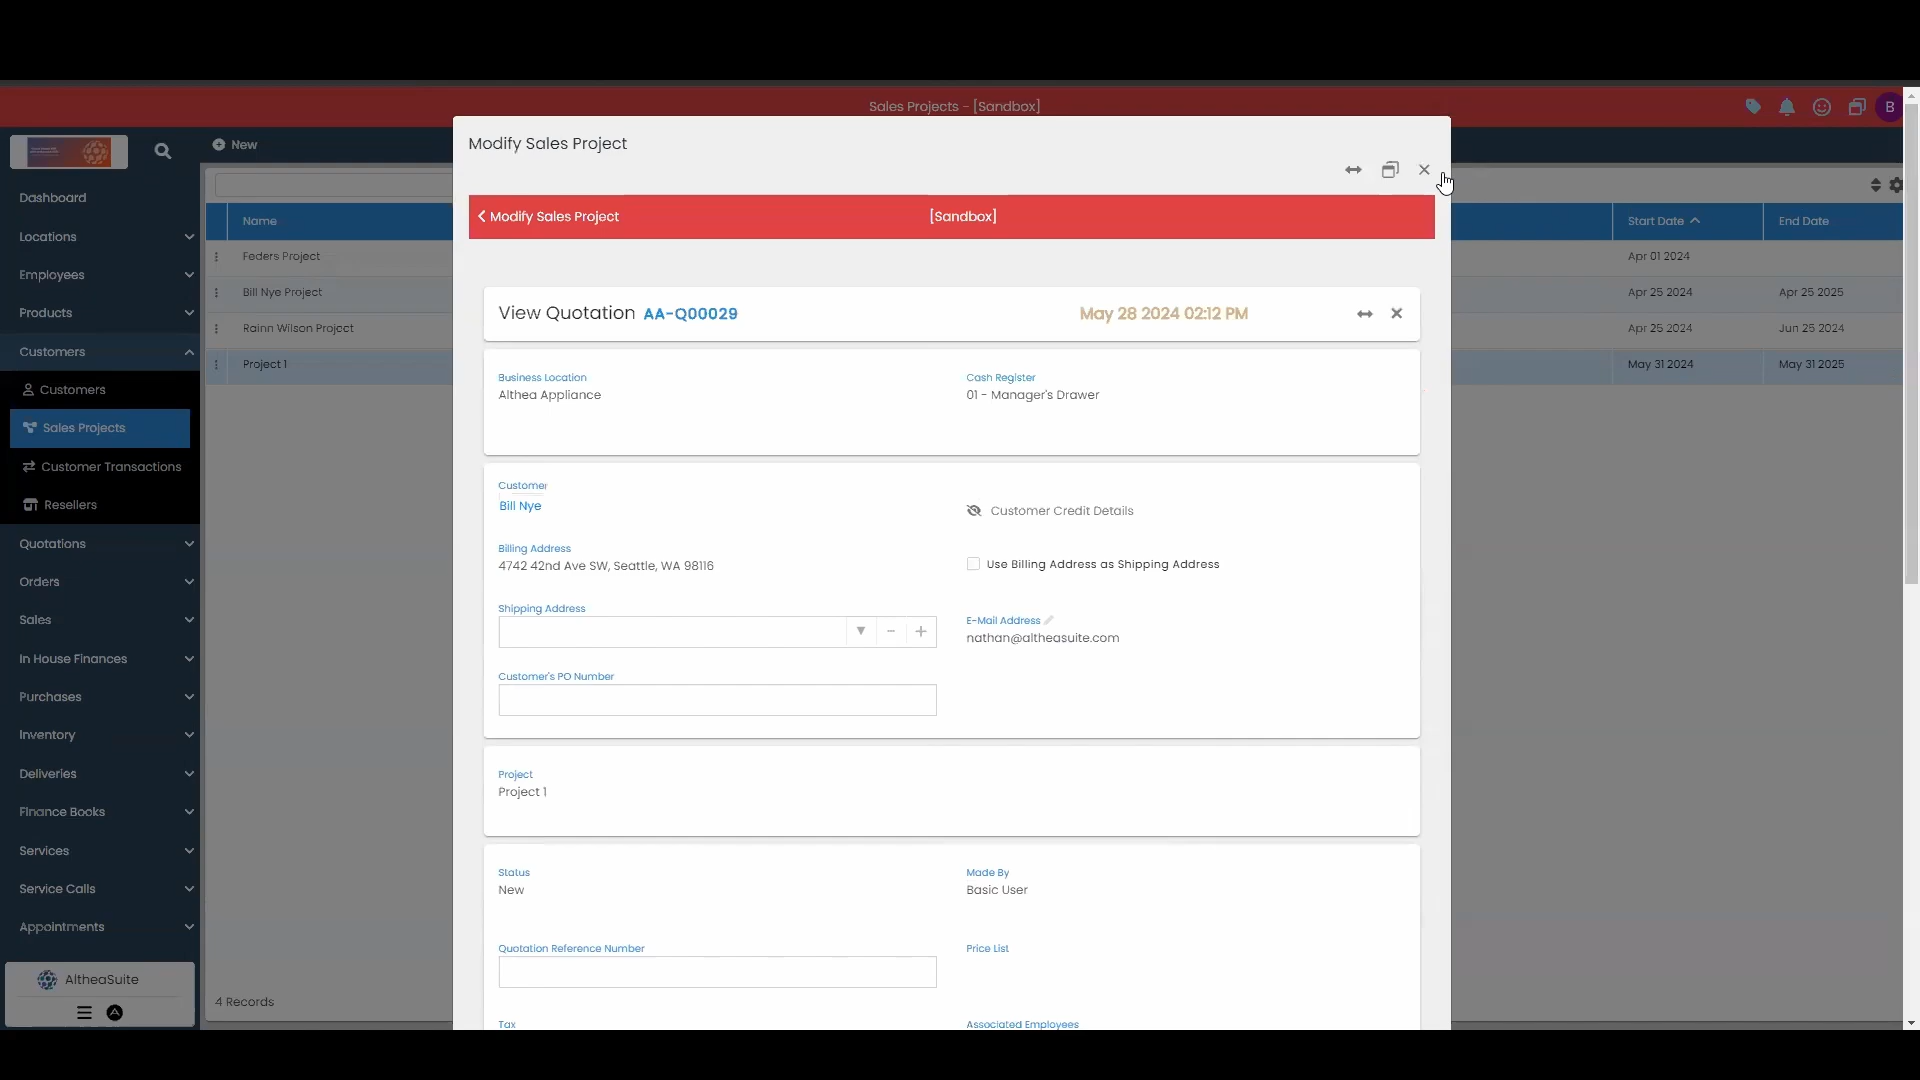 Sales Projects - [Sandbox]
B
New
Modify Sales Project
Dashboard
Locations
Employees
Products
Customers
Customers
Sales Projects
Customer Transactions
Resellers
Quotations
Orders
Sales
In House Finances
Purchases
Inventory
Deliveries
Finance Books
Services
Service Calls
Appointments
AltheaSuite
Name
Start Date
End Date
Feders Project
Apr 01 2024
Bill Nye Project
Apr 25 2024
Apr 25 2025
Rainn Wilson Project
Apr 25 2024
Jun 25 2024
Project 1
May 31 2024
May 31 2025
4 Records
Modify Sales Project
[Sandbox]
View Quotation AA-Q00029
May 28 2024 02:12 PM
Business Location
Althea Appliance
Cash Register
01 - Manager's Drawer
Customer
Bill Nye
Customer Credit Details
Billing Address
4742 42nd Ave SW, Seattle, WA 98116
Use Billing Address as Shipping Address
Shipping Address
E-Mail Address
nathan@altheasuite.com
Customer's PO Number
Project
Project 1
Status
New
Made By
Basic User
Quotation Reference Number
Price List
Tax
Associated Employees